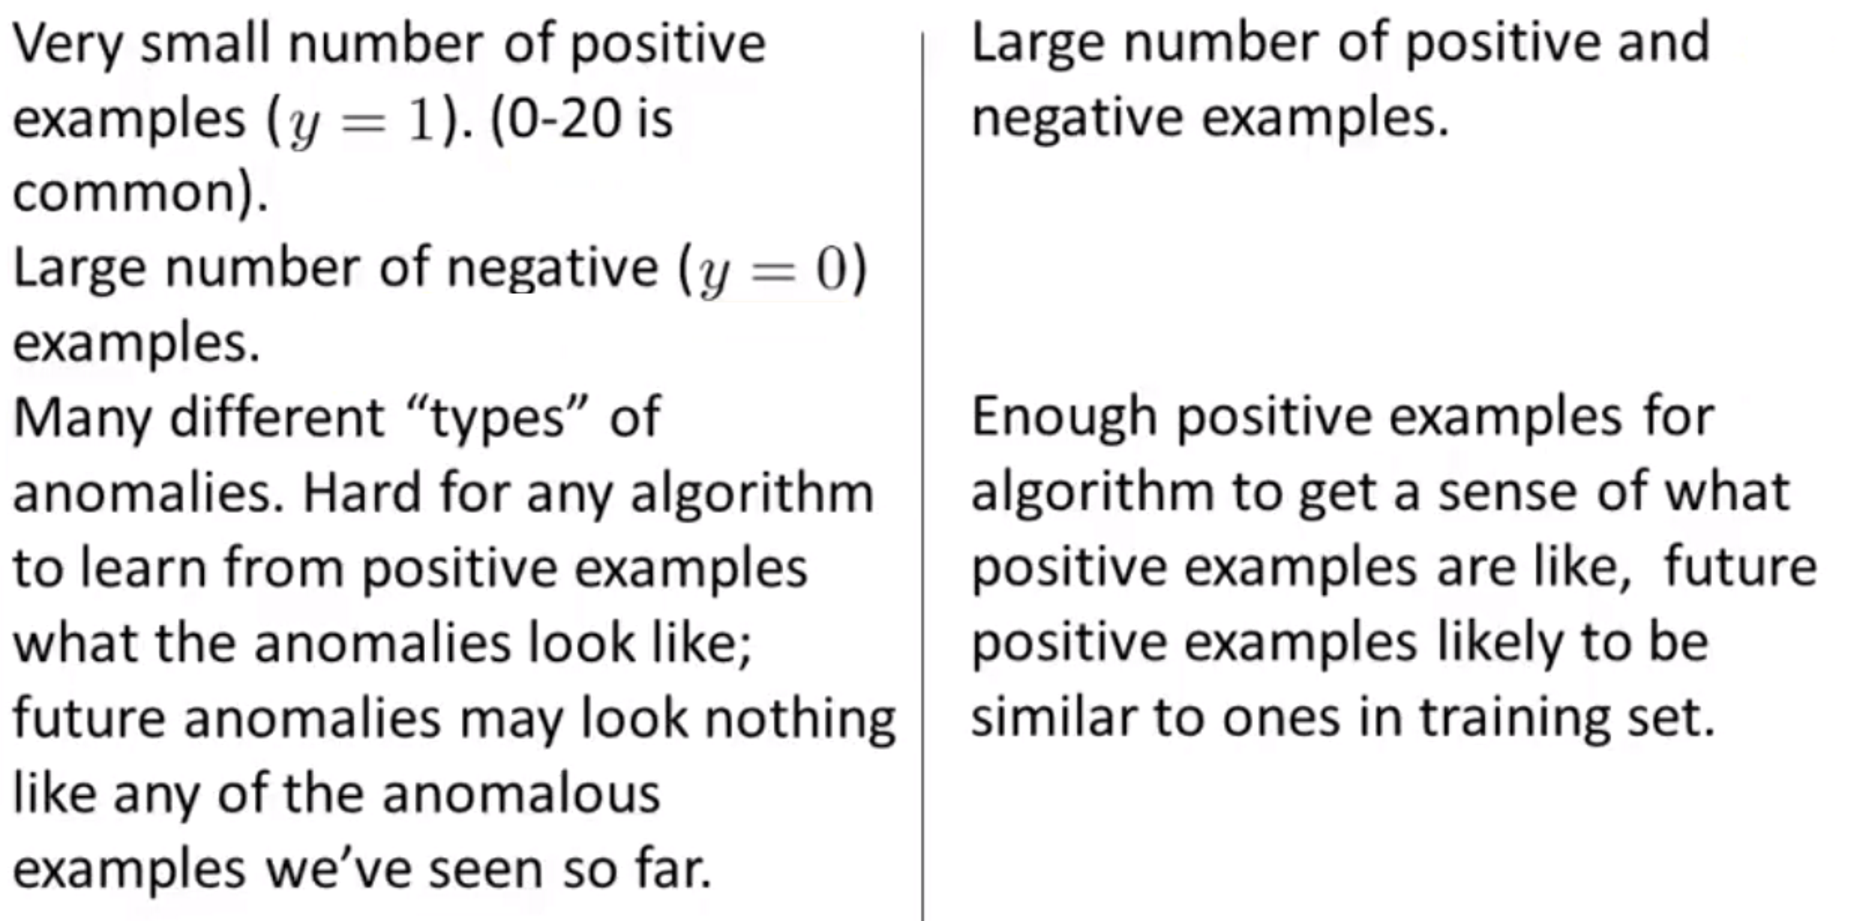 Very small number of positive
examples (y = 1). (0-20 is
common).
Large number of negative (y = 0)
examples.
Many different “types” of
anomalies. Hard for any algorithm
to learn from positive examples
what the anomalies look like;
future anomalies may look nothing
like any of the anomalous
examples we’ve seen so far.
Large number of positive and
negative examples.
Enough positive examples for
algorithm to get a sense of what
positive examples are like, future
positive examples likely to be
similar to ones in training set.